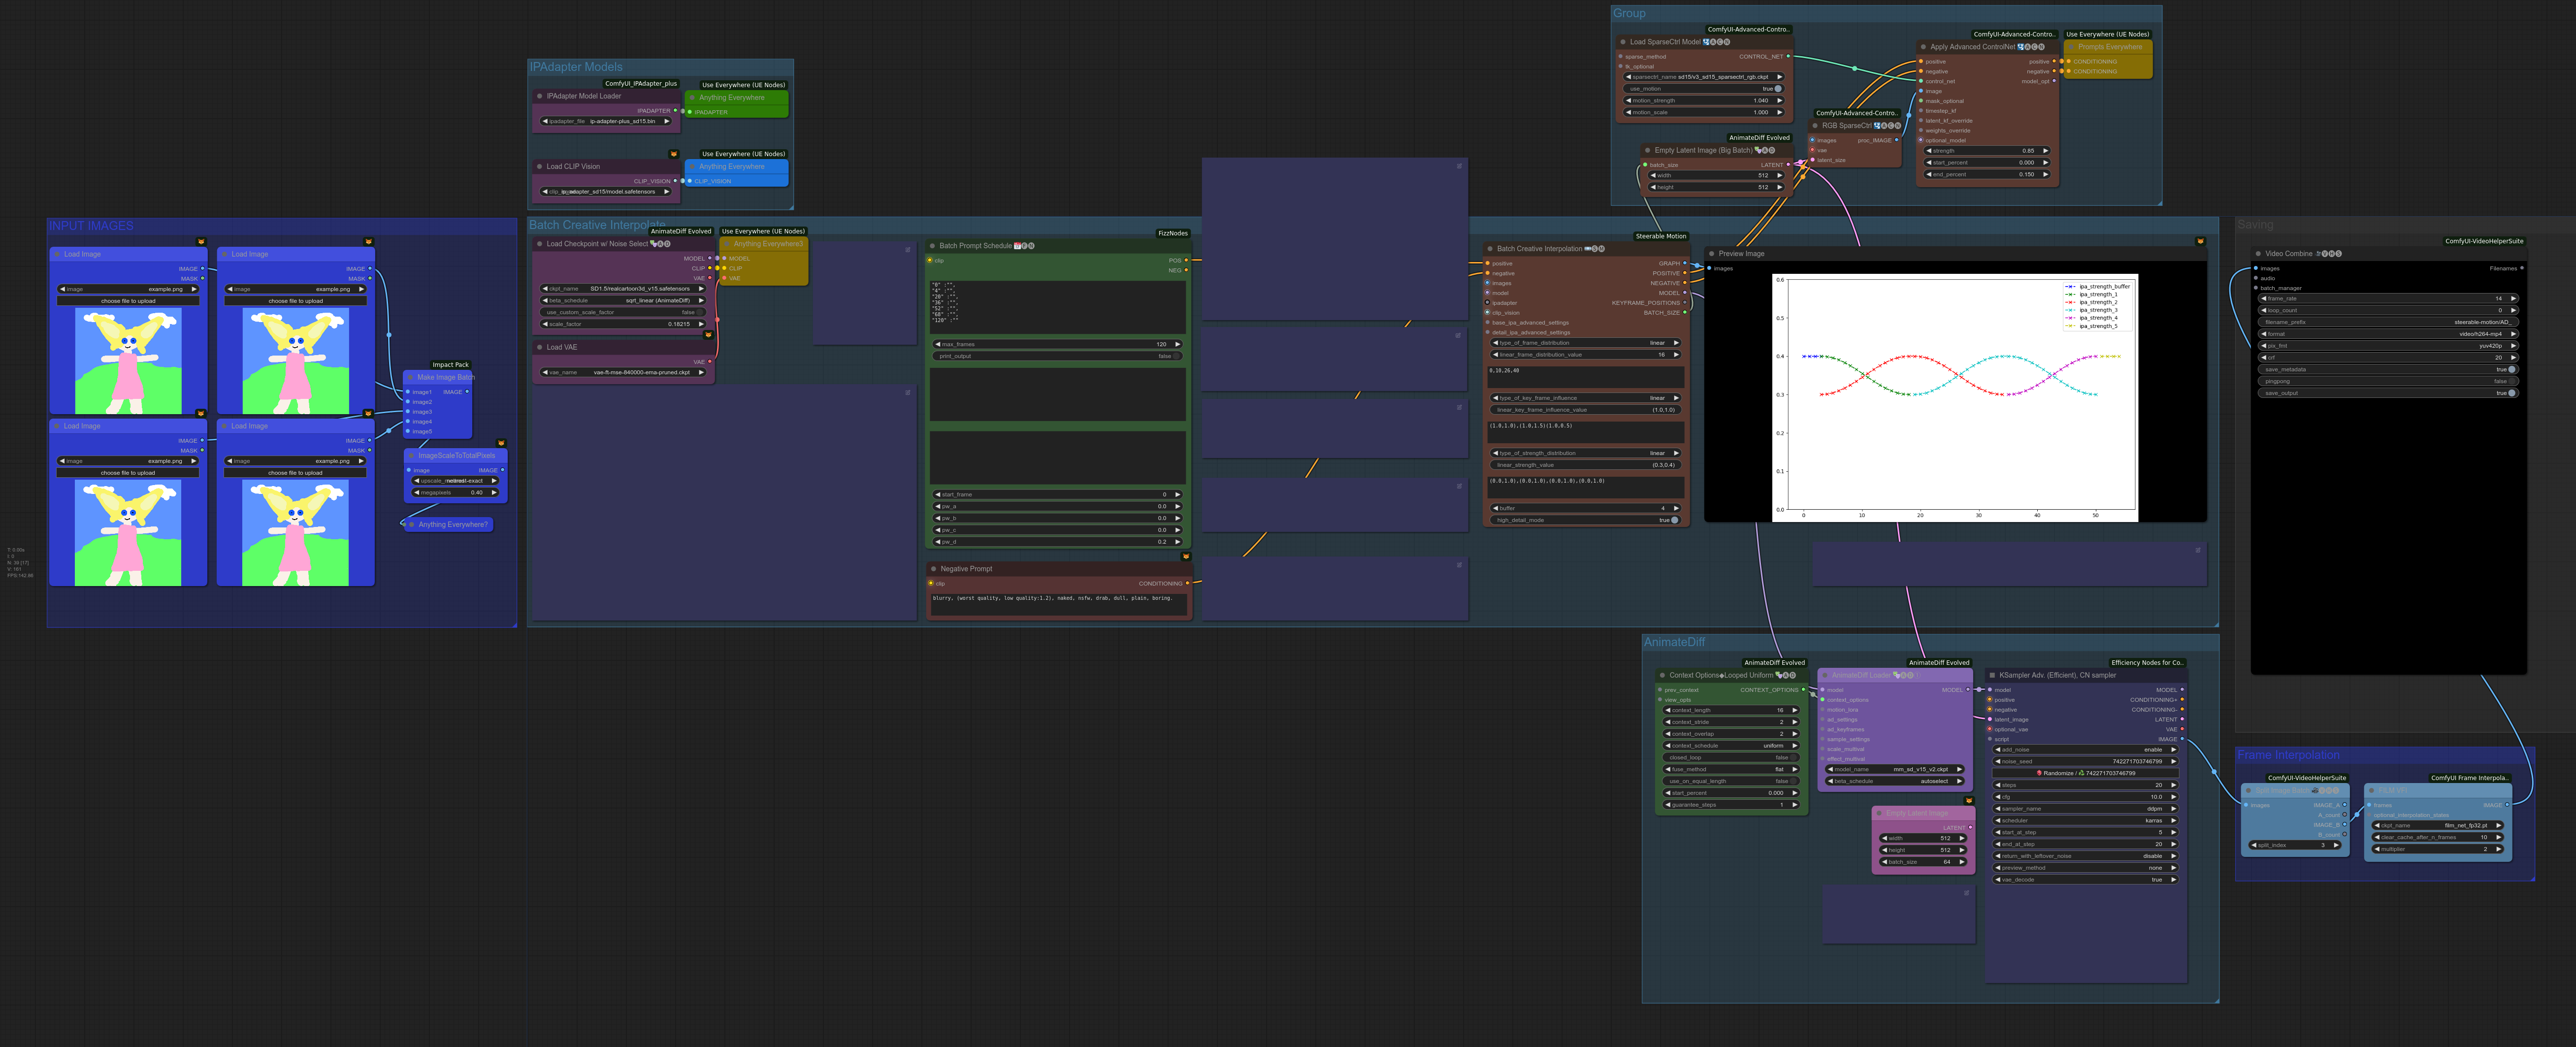 Group
ComfyUI-Advanced-Contro..
Load SparseCtrl Model
sparse_method
CONTROL_NET
tk_optional
sparsectrl_name sd15/v3_sd15_sparsectrl_rgb.ckpt
use_motion true
motion_strength 1.040
motion_scale 1.000
AnimateDiff Evolved
Empty Latent Image (Big Batch)
batch_size
LATENT
width 512
height 512
ComfyUI-Advanced-Contro..
RGB SparseCtrl
images
proc_IMAGE
vae
latent_size
ComfyUI-Advanced-Contro..
Apply Advanced ControlNet
positive
positive
negative
negative
control_net
model_opt
image
mask_optional
timestep_kf
latent_kf_override
weights_override
optional_model
strength 0.65
start_percent 0.000
end_percent 0.150
Use Everywhere (UE Nodes)
Prompts Everywhere
CONDITIONING
CONDITIONING
IPAdapter Models
ComfyUI_IPAdapter_plus
IPAdapter Model Loader
IPADAPTER
ipadapter_file ip-adapter-plus_sd15.bin
Use Everywhere (UE Nodes)
Anything Everywhere
IPADAPTER
Load CLIP Vision
CLIP_VISION
Use Everywhere (UE Nodes)
Anything Everywhere
CLIP_VISION
INPUT IMAGES
Load Image
IMAGE
MASK
image example.png
choose file to upload
Load Image
IMAGE
MASK
image example.png
choose file to upload
Load Image
IMAGE
MASK
image example.png
choose file to upload
Load Image
IMAGE
MASK
image example.png
choose file to upload
Impact Pack
Make Image Batch
image1
IMAGE
image2
image3
image4
image5
ImageScaleToTotalPixels
image
IMAGE
megapixels 0.40
Anything Everywhere?
Batch Creative Interpolate
AnimateDiff Evolved
Load Checkpoint w/ Noise Select
MODEL
CLIP
VAE
ckpt_name SD1.5/realcartoon3d_v15.safetensors
beta_schedule sqrt_linear (AnimateDiff)
use_custom_scale_factor false
scale_factor 0.18215
Use Everywhere (UE Nodes)
Anything Everywhere3
MODEL
CLIP
VAE
Load VAE
VAE
vae_name vae-ft-mse-840000-ema-pruned.ckpt
FizzNodes
Batch Prompt Schedule
clip
POS
NEG
"0" :"",
"4" :"",
"20" :"",
"36" :"",
"52" :"",
"68" :"",
"120" :""
max_frames 120
print_output false
start_frame 0
pw_a 0.0
pw_b 0.0
pw_c 0.0
pw_d 0.2
Negative Prompt
clip
CONDITIONING
blurry, (worst quality, low quality:1.2), naked, nsfw, drab, dull, plain, boring.
Steerable Motion
Batch Creative Interpolation
positive
GRAPH
negative
POSITIVE
images
NEGATIVE
model
MODEL
ipadapter
KEYFRAME_POSITIONS
clip_vision
BATCH_SIZE
base_ipa_advanced_settings
detail_ipa_advanced_settings
type_of_frame_distribution linear
linear_frame_distribution_value 16
0,10,26,40
type_of_key_frame_influence linear
linear_key_frame_influence_value (1.0,1.0)
(1.0,1.0),(1.0,1.5)(1.0,0.5)
type_of_strength_distribution linear
linear_strength_value (0.3,0.4)
(0.0,1.0),(0.0,1.0),(0.0,1.0),(0.0,1.0)
buffer 4
high_detail_mode true
Preview Image
images
0.6
0.5
0.4
0.3
0.2
0.1
0.0
0 10 20 30 40 50
ipa_strength_buffer
ipa_strength_1
ipa_strength_2
ipa_strength_3
ipa_strength_4
ipa_strength_5
Saving
ComfyUI-VideoHelperSuite
Video Combine
images
Filenames
audio
batch_manager
frame_rate 14
loop_count 0
filename_prefix steerable-motion/AD_
format video/h264-mp4
pix_fmt yuv420p
crf 20
save_metadata true
pingpong false
save_output true
AnimateDiff
AnimateDiff Evolved
Context Options◆Looped Uniform
prev_context
CONTEXT_OPTIONS
view_opts
context_length 16
context_stride 2
context_overlap 2
context_schedule uniform
closed_loop false
fuse_method flat
use_on_equal_length false
start_percent 0.000
guarantee_steps 1
AnimateDiff Evolved
AnimateDiff Loader
model
MODEL
context_options
motion_lora
ad_settings
ad_keyframes
sample_settings
scale_multival
effect_multival
model_name mm_sd_v15_v2.ckpt
beta_schedule autoselect
Empty Latent Image
LATENT
width 512
height 512
batch_size 64
Efficiency Nodes for Co..
KSampler Adv. (Efficient), CN sampler
model
MODEL
positive
CONDITIONING+
negative
CONDITIONING-
latent_image
LATENT
optional_vae
VAE
script
IMAGE
add_noise enable
noise_seed 742271703746799
Randomize / 742271703746799
steps 20
cfg 10.0
sampler_name ddpm
scheduler karras
start_at_step 5
end_at_step 20
return_with_leftover_noise disable
preview_method none
vae_decode true
Frame Interpolation
ComfyUI-VideoHelperSuite
Split Image Batch
images
IMAGE_A
A_count
IMAGE_B
B_count
split_index 3
ComfyUI Frame Interpola..
FILM VFI
frames
IMAGE
optional_interpolation_states
ckpt_name film_net_fp32.pt
clear_cache_after_n_frames 10
multiplier 2